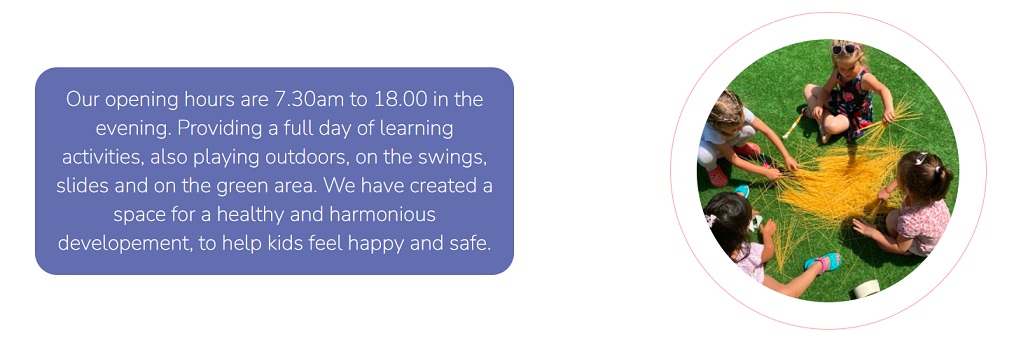 Our opening hours are 7.30am to 18.00 in the
evening. Providing a full day of learning
activities, also playing outdoors, on the swings,
slides and on the green area. We have created a
space for a healthy and harmonious
developement, to help kids feel happy and safe.